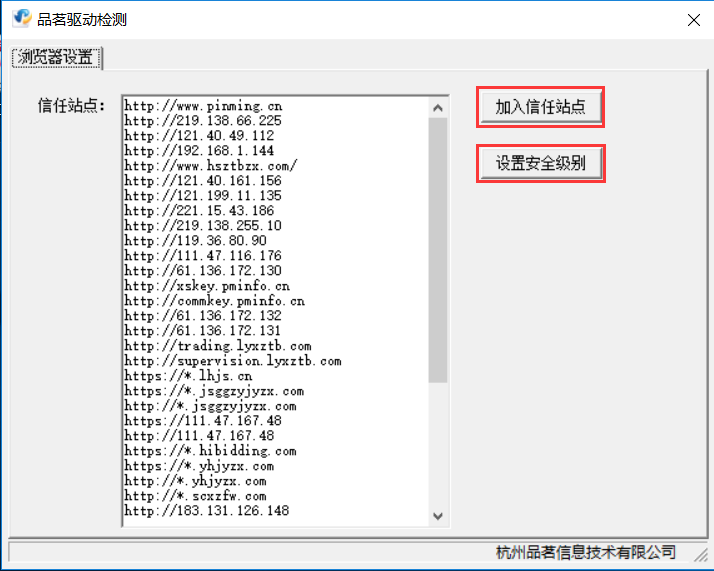 品茗驱动检测
浏览器设置
信任站点：
http://www.pinming.cn
http://219.138.66.225
http://121.40.49.112
http://192.168.1.144
http://www.hsztbzx.com/
http://121.40.161.156
http://121.199.11.135
http://221.15.43.186
http://219.138.255.10
http://119.36.80.90
http://111.47.116.176
http://61.136.172.130
http://xskey.pminfo.cn
http://commkey.pminfo.cn
http://61.136.172.132
http://61.136.172.131
http://trading.lyxztb.com
http://supervision.lyxztb.com
https://*.lhjs.cn
https://*.jsggzyjyzx.com
http://*.jsggzyjyzx.com
https://111.47.167.48
http://111.47.167.48
https://*.hibidding.com
https://*.yhjyzx.com
http://*.yhjyzx.com
http://*.scxzfw.com
http://183.131.126.148
加入信任站点
设置安全级别
杭州品茗信息技术有限公司